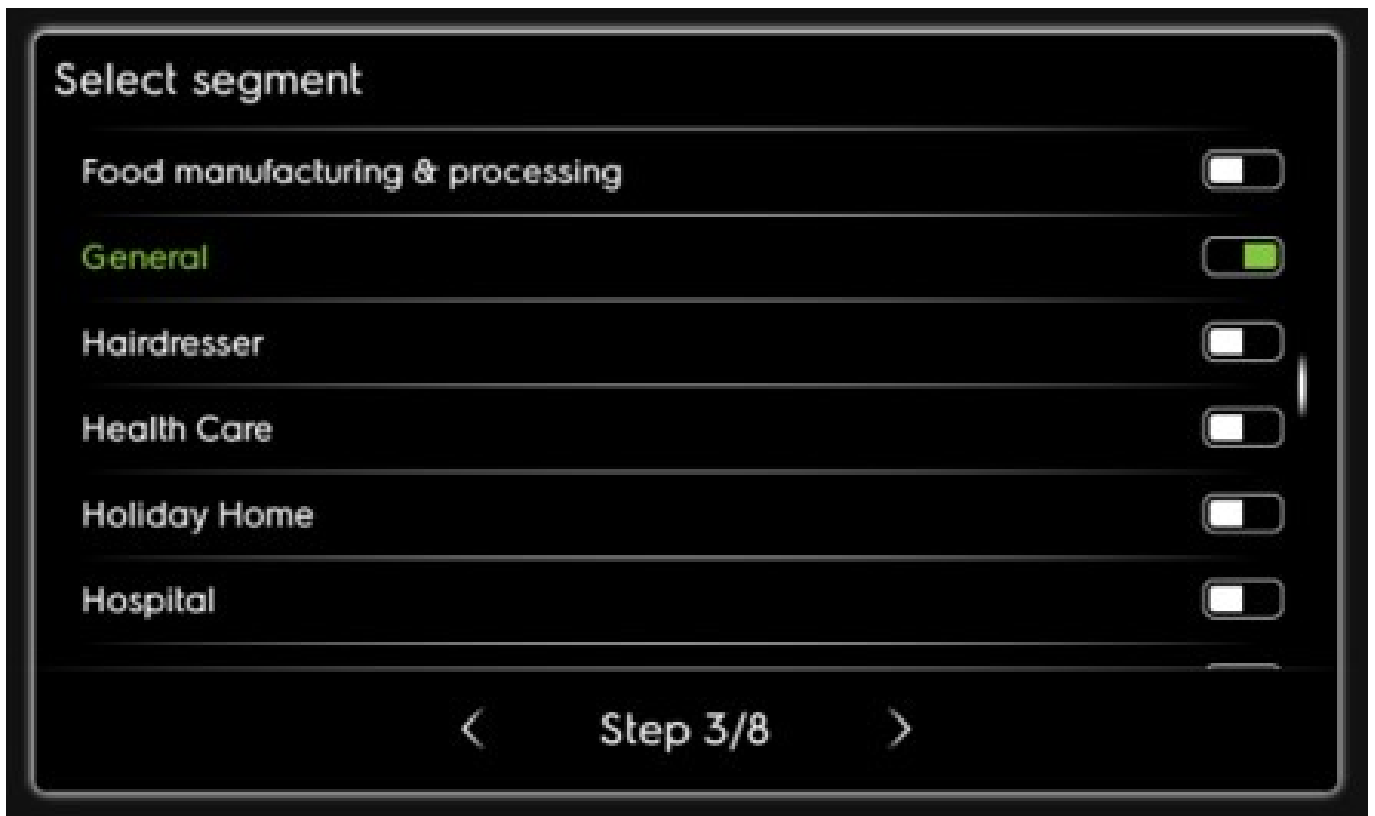 Select segment
Food manufacturing & processing
General
Hairdresser
Health Care
Holiday Home
Hospital
Step 3/8